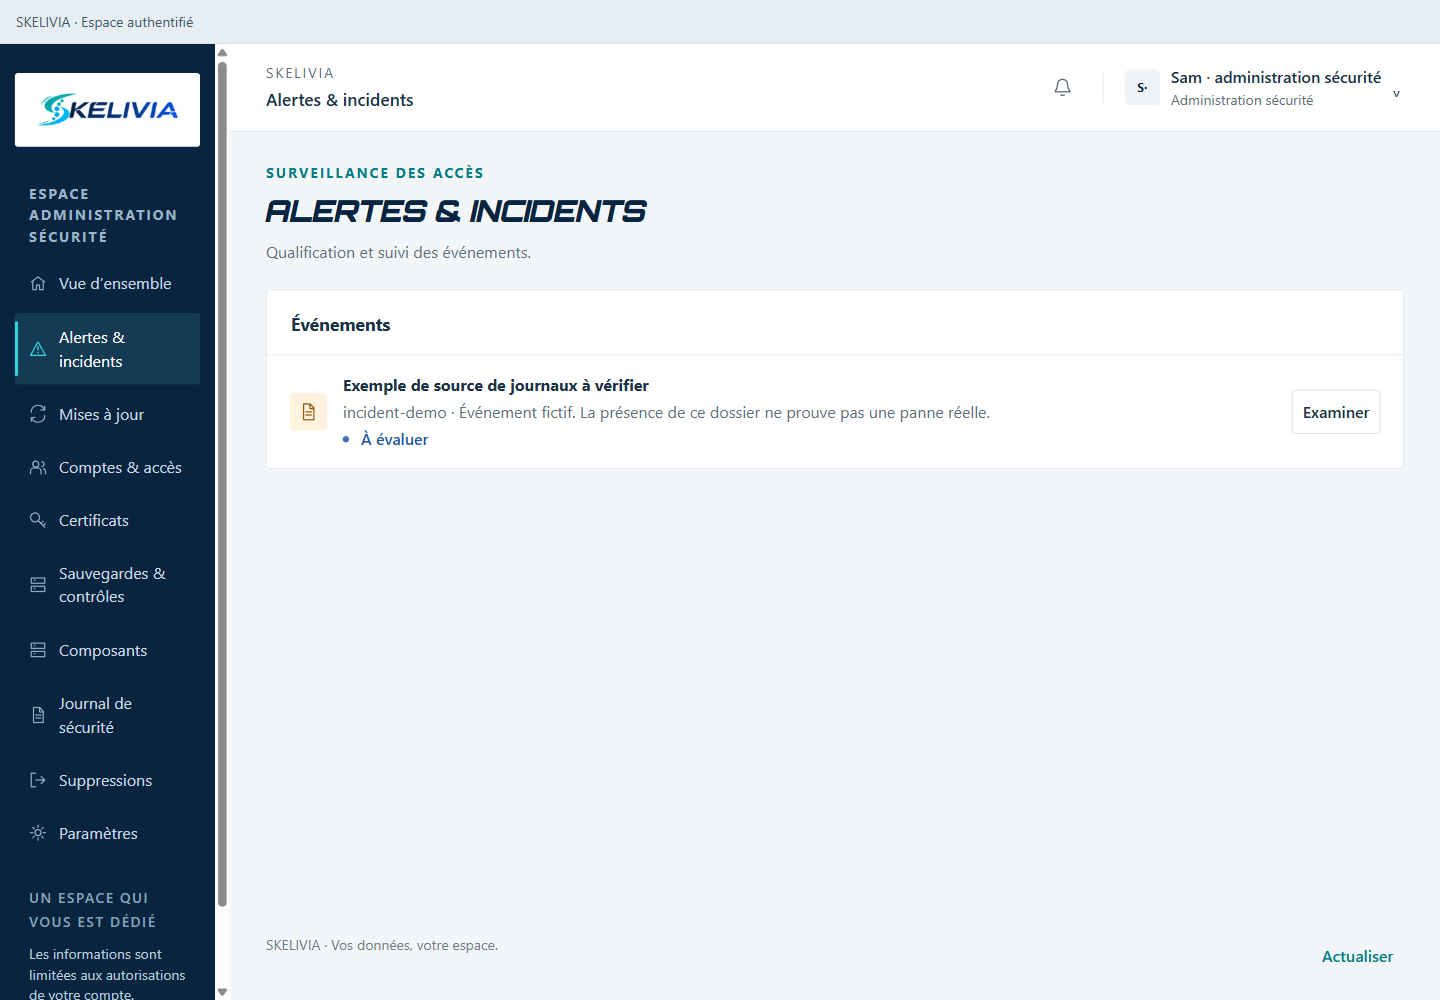 SKELIVIA · Espace authentifié
SKELIVIA
ESPACE
ADMINISTRATION
SÉCURITÉ
Vue d’ensemble
Alertes &
incidents
Mises à jour
Comptes & accès
Certificats
Sauvegardes &
contrôles
Composants
Journal de
sécurité
Suppressions
Paramètres
UN ESPACE QUI
VOUS EST DÉDIÉ
Les informations sont
limitées aux autorisations
de votre compte.
SKELIVIA
Alertes & incidents
S·
Sam · administration sécurité
Administration sécurité
v
SURVEILLANCE DES ACCÈS
ALERTES & INCIDENTS
Qualification et suivi des événements.
Événements
Exemple de source de journaux à vérifier
incident-demo · Événement fictif. La présence de ce dossier ne prouve pas une panne réelle.
À évaluer
Examiner
SKELIVIA · Vos données, votre espace.
Actualiser